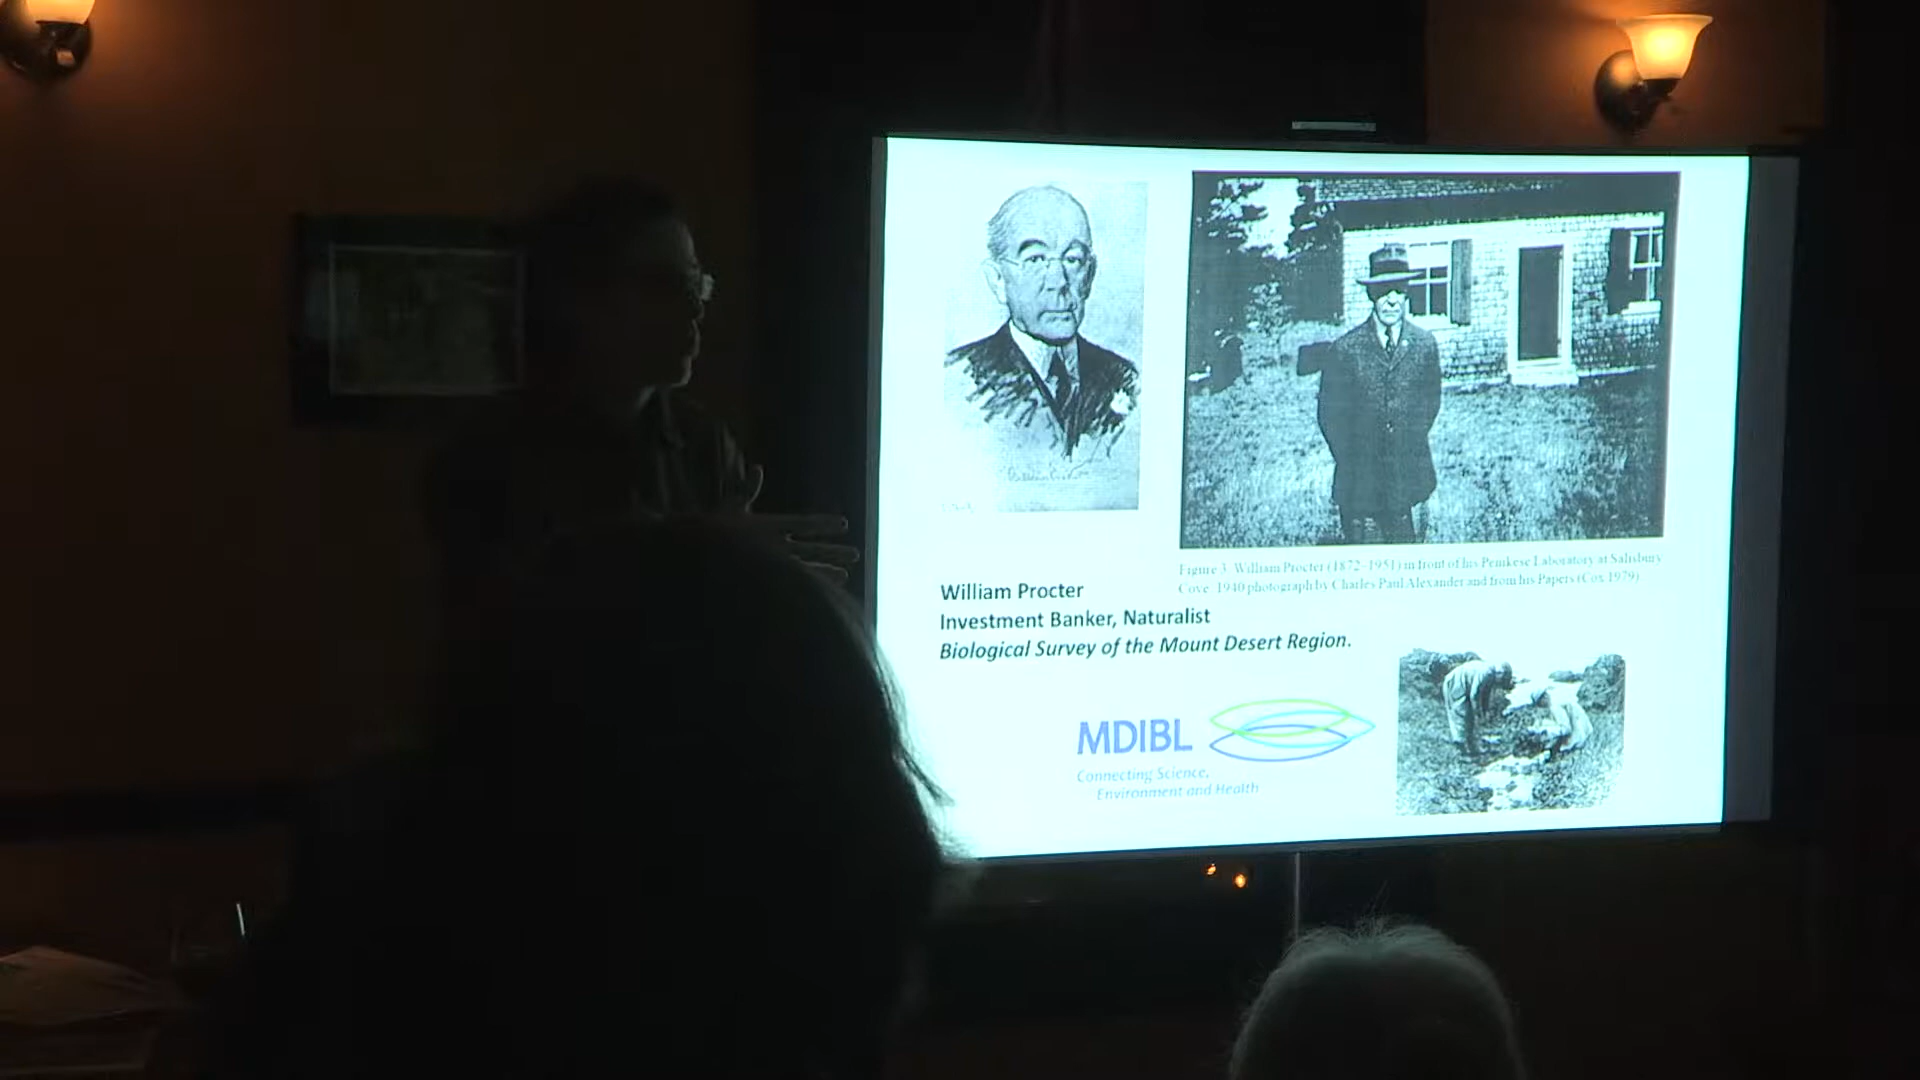 Figure 3. William Procter (1872-1951) in front of his Pemkese Laboratory at Salisbury
Cove. 1940 photograph by Charles Paul Alexander and from his Papers (Cox 1979)
William Procter
Investment Banker, Naturalist
Biological Survey of the Mount Desert Region.
MDIBL
Connecting Science,
Environment and Health